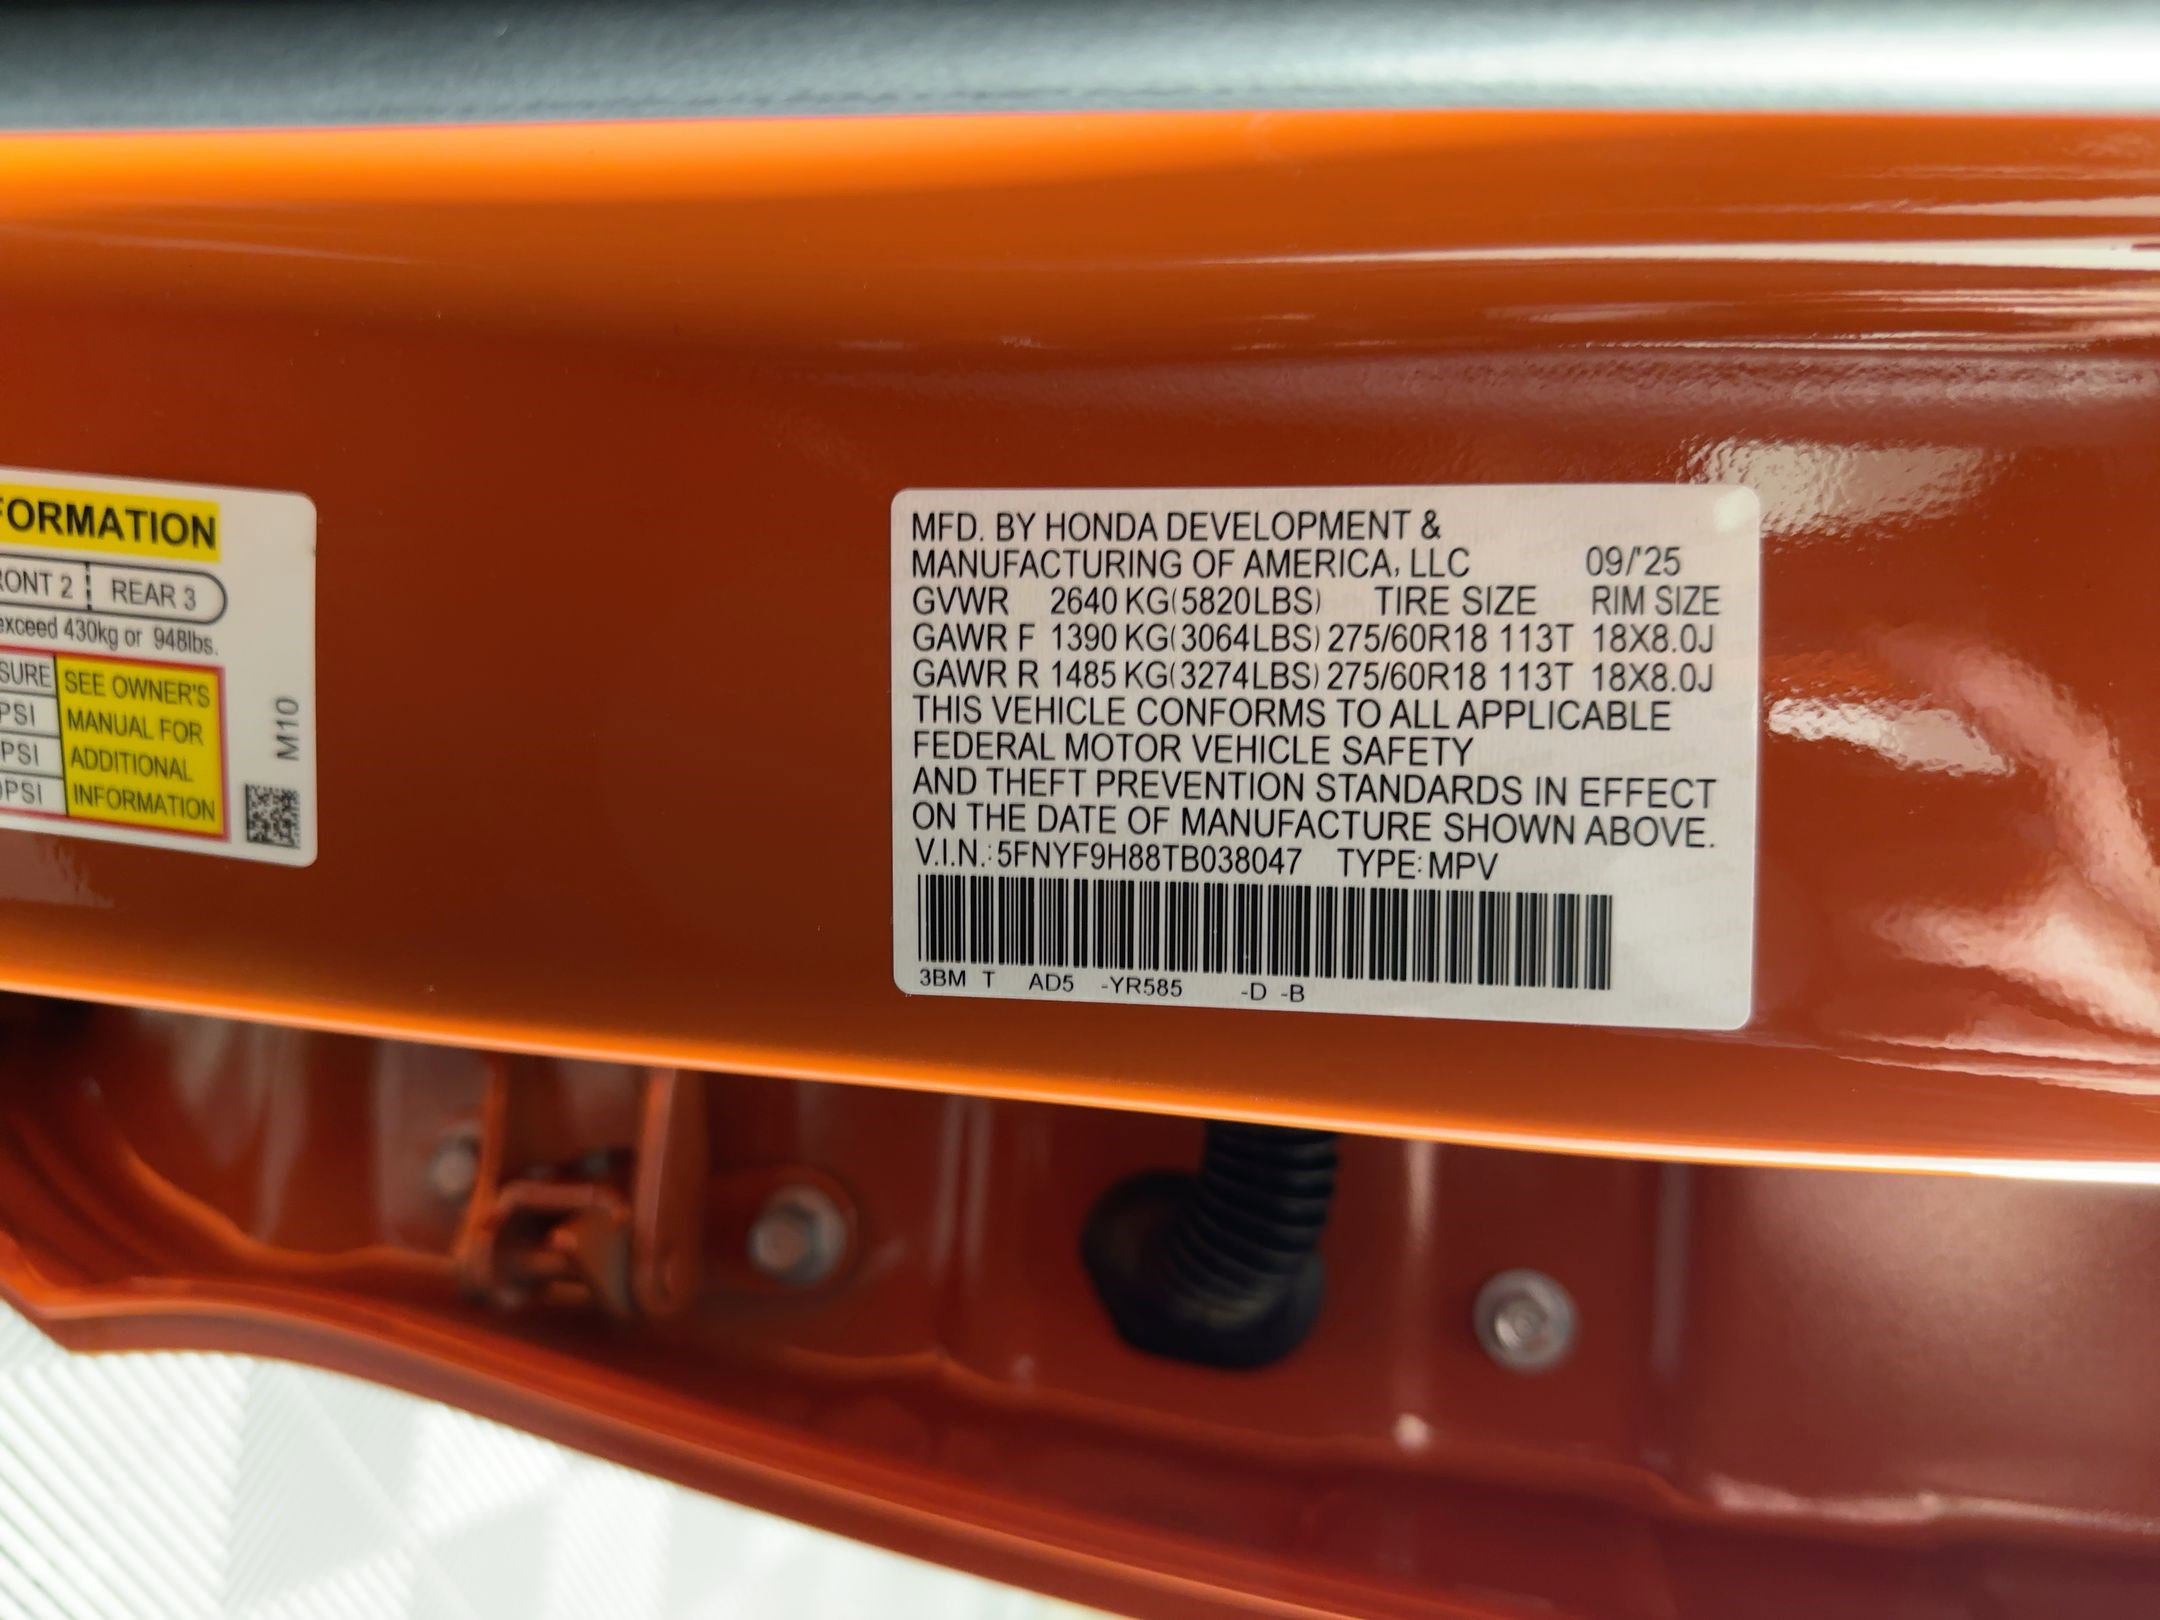 FORMATION
RONT 2 REAR 3
exceed 430kg or 948lbs.
SURE SEE OWNER'S
PSI MANUAL FOR
PSI ADDITIONAL
0PSI INFORMATION
M10
MFD. BY HONDA DEVELOPMENT &
MANUFACTURING OF AMERICA, LLC 09/'25
GVWR 2640 KG(5820LBS) TIRE SIZE RIM SIZE
GAWR F 1390 KG(3064LBS) 275/60R18 113T 18X8.0J
GAWR R 1485 KG(3274LBS) 275/60R18 113T 18X8.0J
THIS VEHICLE CONFORMS TO ALL APPLICABLE
FEDERAL MOTOR VEHICLE SAFETY
AND THEFT PREVENTION STANDARDS IN EFFECT
ON THE DATE OF MANUFACTURE SHOWN ABOVE.
V.I.N.: 5FNYF9H88TB038047 TYPE: MPV
3BM T AD5 -YR585 -D -B